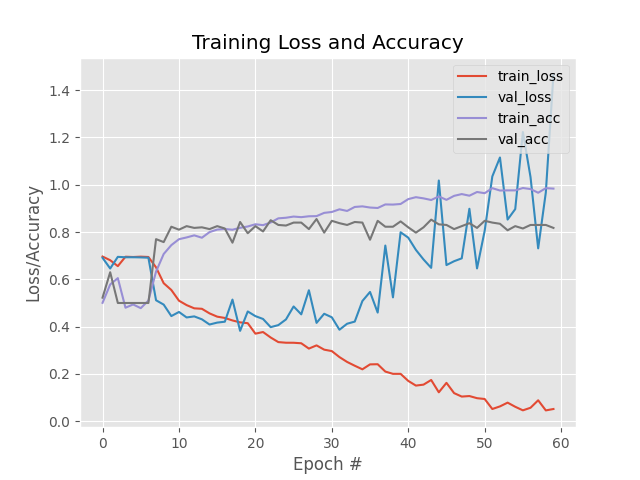 Training Loss and Accuracy
train_loss
val_loss
train_acc
val_acc
Loss/Accuracy
1.4
1.2
1.0
0.8
0.6
0.4
0.2
0.0
0 10 20 30 40 50 60
Epoch #